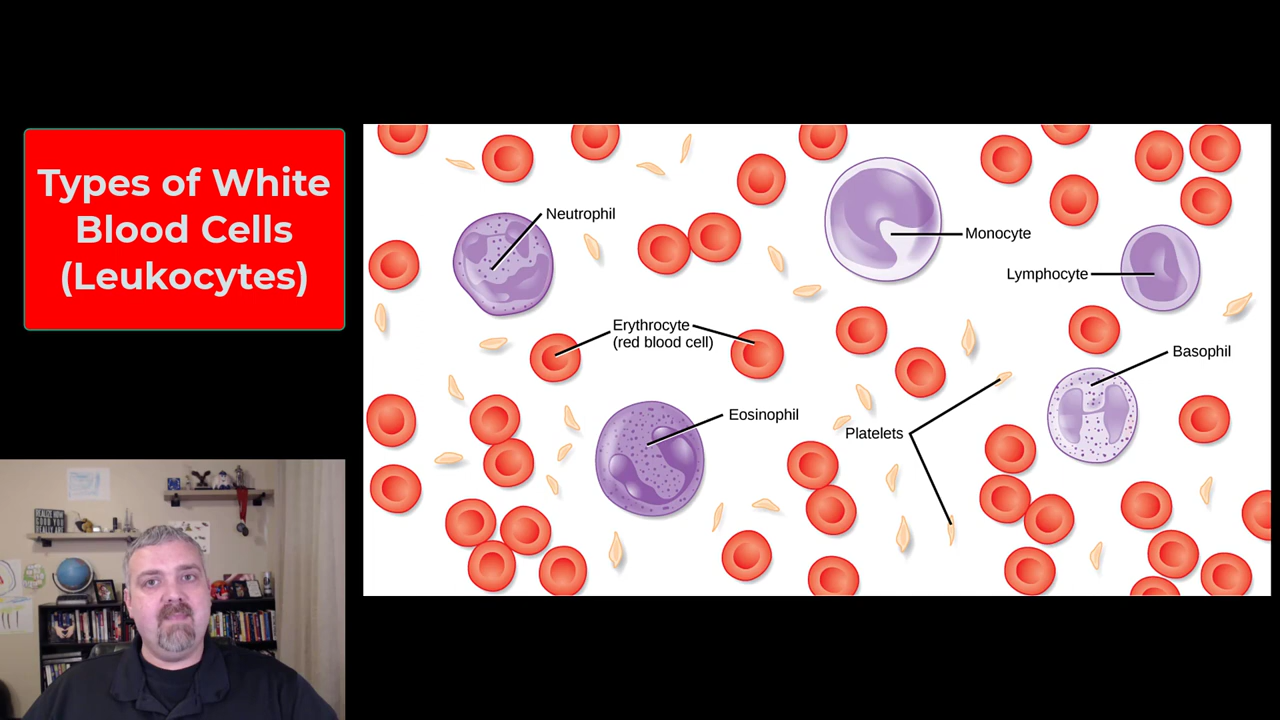 Types of White
Blood Cells
(Leukocytes)
Neutrophil
Monocyte
Lymphocyte
Erythrocyte
(red blood cell)
Basophil
Eosinophil
Platelets